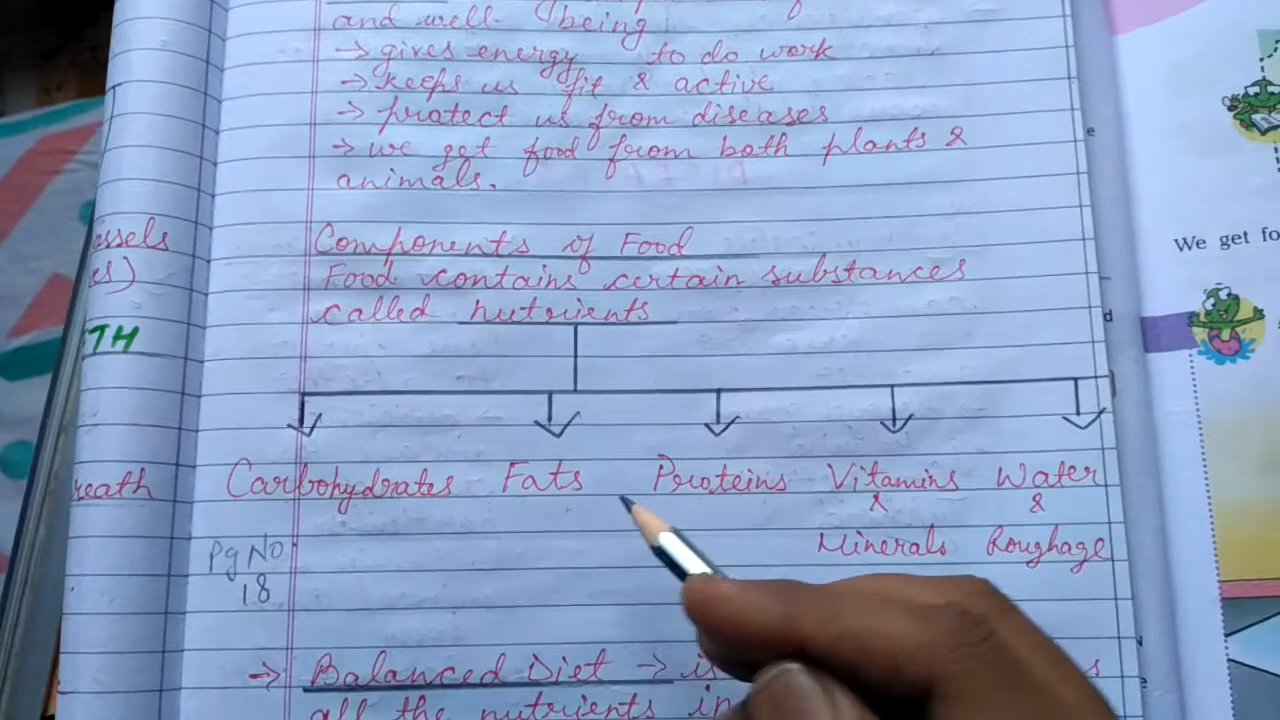 and well being
→ gives energy to do work
→ keeps us fit & active
→ protect us from diseases
→ we get food from both plants &
animals.
Components of Food
Food contains certain substances
called nutrients
Carbohydrates Fats Proteins Vitamins Water
& &
Minerals Roughage
Pg No
18
→ Balanced Diet → is
all the nutrients in
TH
We get fo